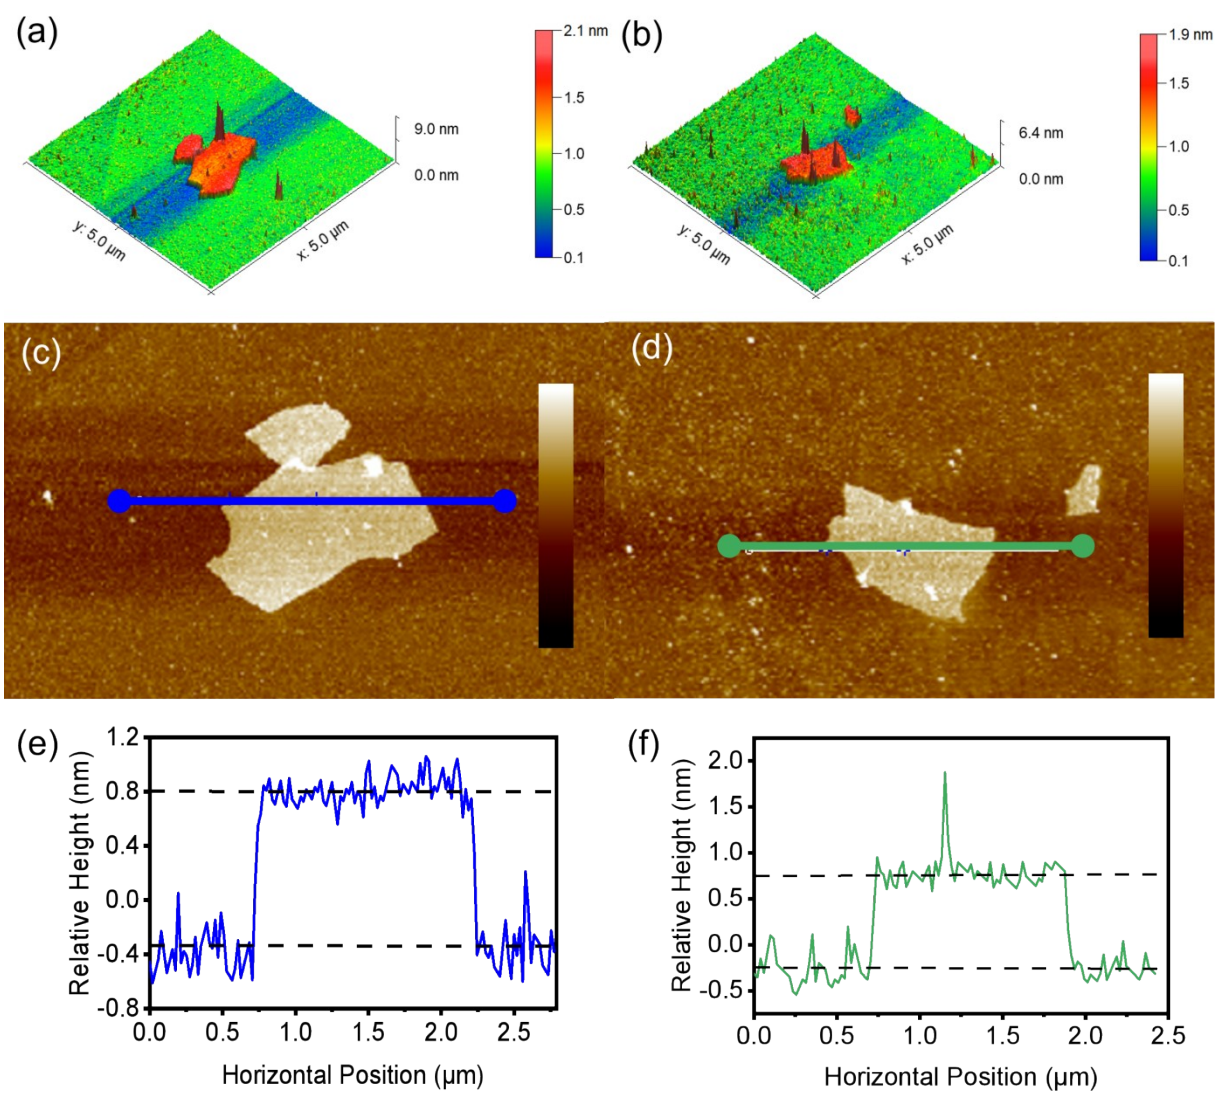 (a)
2.1 nm
1.5
1.0
0.5
0.1
9.0 nm
0.0 nm
y: 5.0 µm
x: 5.0 µm
(b)
1.9 nm
1.5
1.0
0.5
0.1
6.4 nm
0.0 nm
y: 5.0 µm
x: 5.0 µm
(c)
(d)
(e)
1.2
0.8
0.4
0.0
-0.4
-0.8
Relative Height (nm)
0.0 0.5 1.0 1.5 2.0 2.5
Horizontal Position (µm)
(f)
2.0
1.5
1.0
0.5
0.0
-0.5
Relative Height (nm)
0.0 0.5 1.0 1.5 2.0 2.5
Horizontal Position (µm)